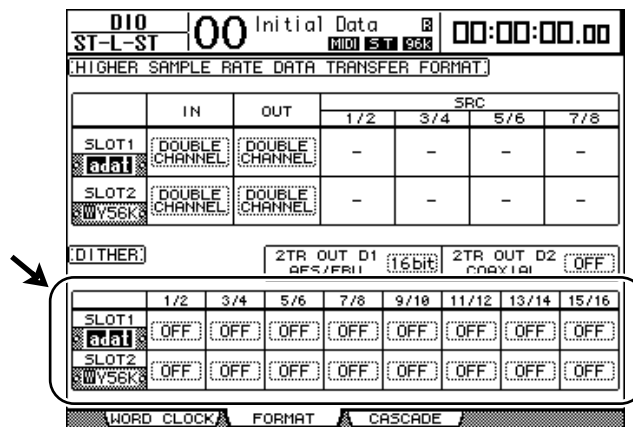 DIO
ST-L-ST
00 Initial Data R
MIDI ST 96k
00:00:00.00
HIGHER SAMPLE RATE DATA TRANSFER FORMAT
IN OUT SRC
1/2 3/4 5/6 7/8
SLOT1 adat DOUBLE CHANNEL DOUBLE CHANNEL – – – –
SLOT2 WY56K DOUBLE CHANNEL DOUBLE CHANNEL – – – –
DITHER 2TR OUT D1 AES/EBU 16bit 2TR OUT D2 COAXIAL OFF
1/2 3/4 5/6 7/8 9/10 11/12 13/14 15/16
SLOT1 adat OFF OFF OFF OFF OFF OFF OFF OFF
SLOT2 WY56K OFF OFF OFF OFF OFF OFF OFF OFF
WORD CLOCK FORMAT CASCADE